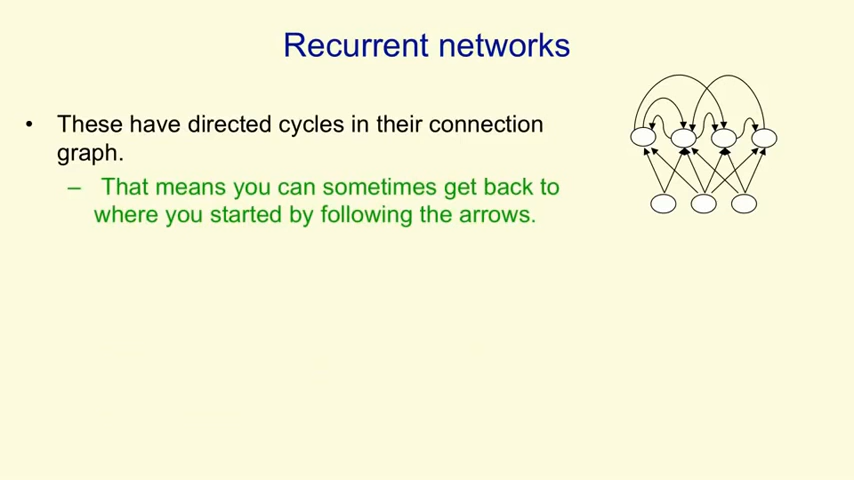 Recurrent networks
• These have directed cycles in their connection
graph.
– That means you can sometimes get back to
where you started by following the arrows.